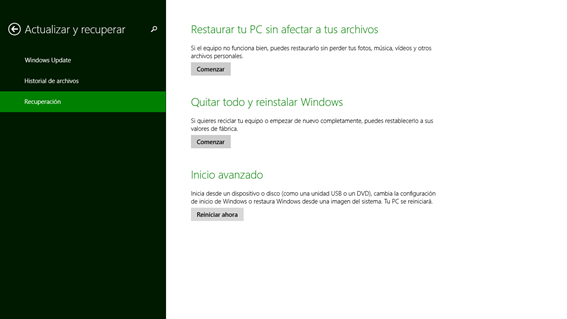 Actualizar y recuperar
Windows Update
Historial de archivos
Recuperación
Restaurar tu PC sin afectar a tus archivos
Si el equipo no funciona bien, puedes restaurarlo sin perder tus fotos, música, vídeos y otros
archivos personales.
Comenzar
Quitar todo y reinstalar Windows
Si quieres reciclar tu equipo o empezar de nuevo completamente, puedes restablecerlo a sus
valores de fábrica.
Comenzar
Inicio avanzado
Inicia desde un dispositivo o disco (como una unidad USB o un DVD), cambia la configuración
de inicio de Windows o restaura Windows desde una imagen del sistema. Tu PC se reiniciará.
Reiniciar ahora